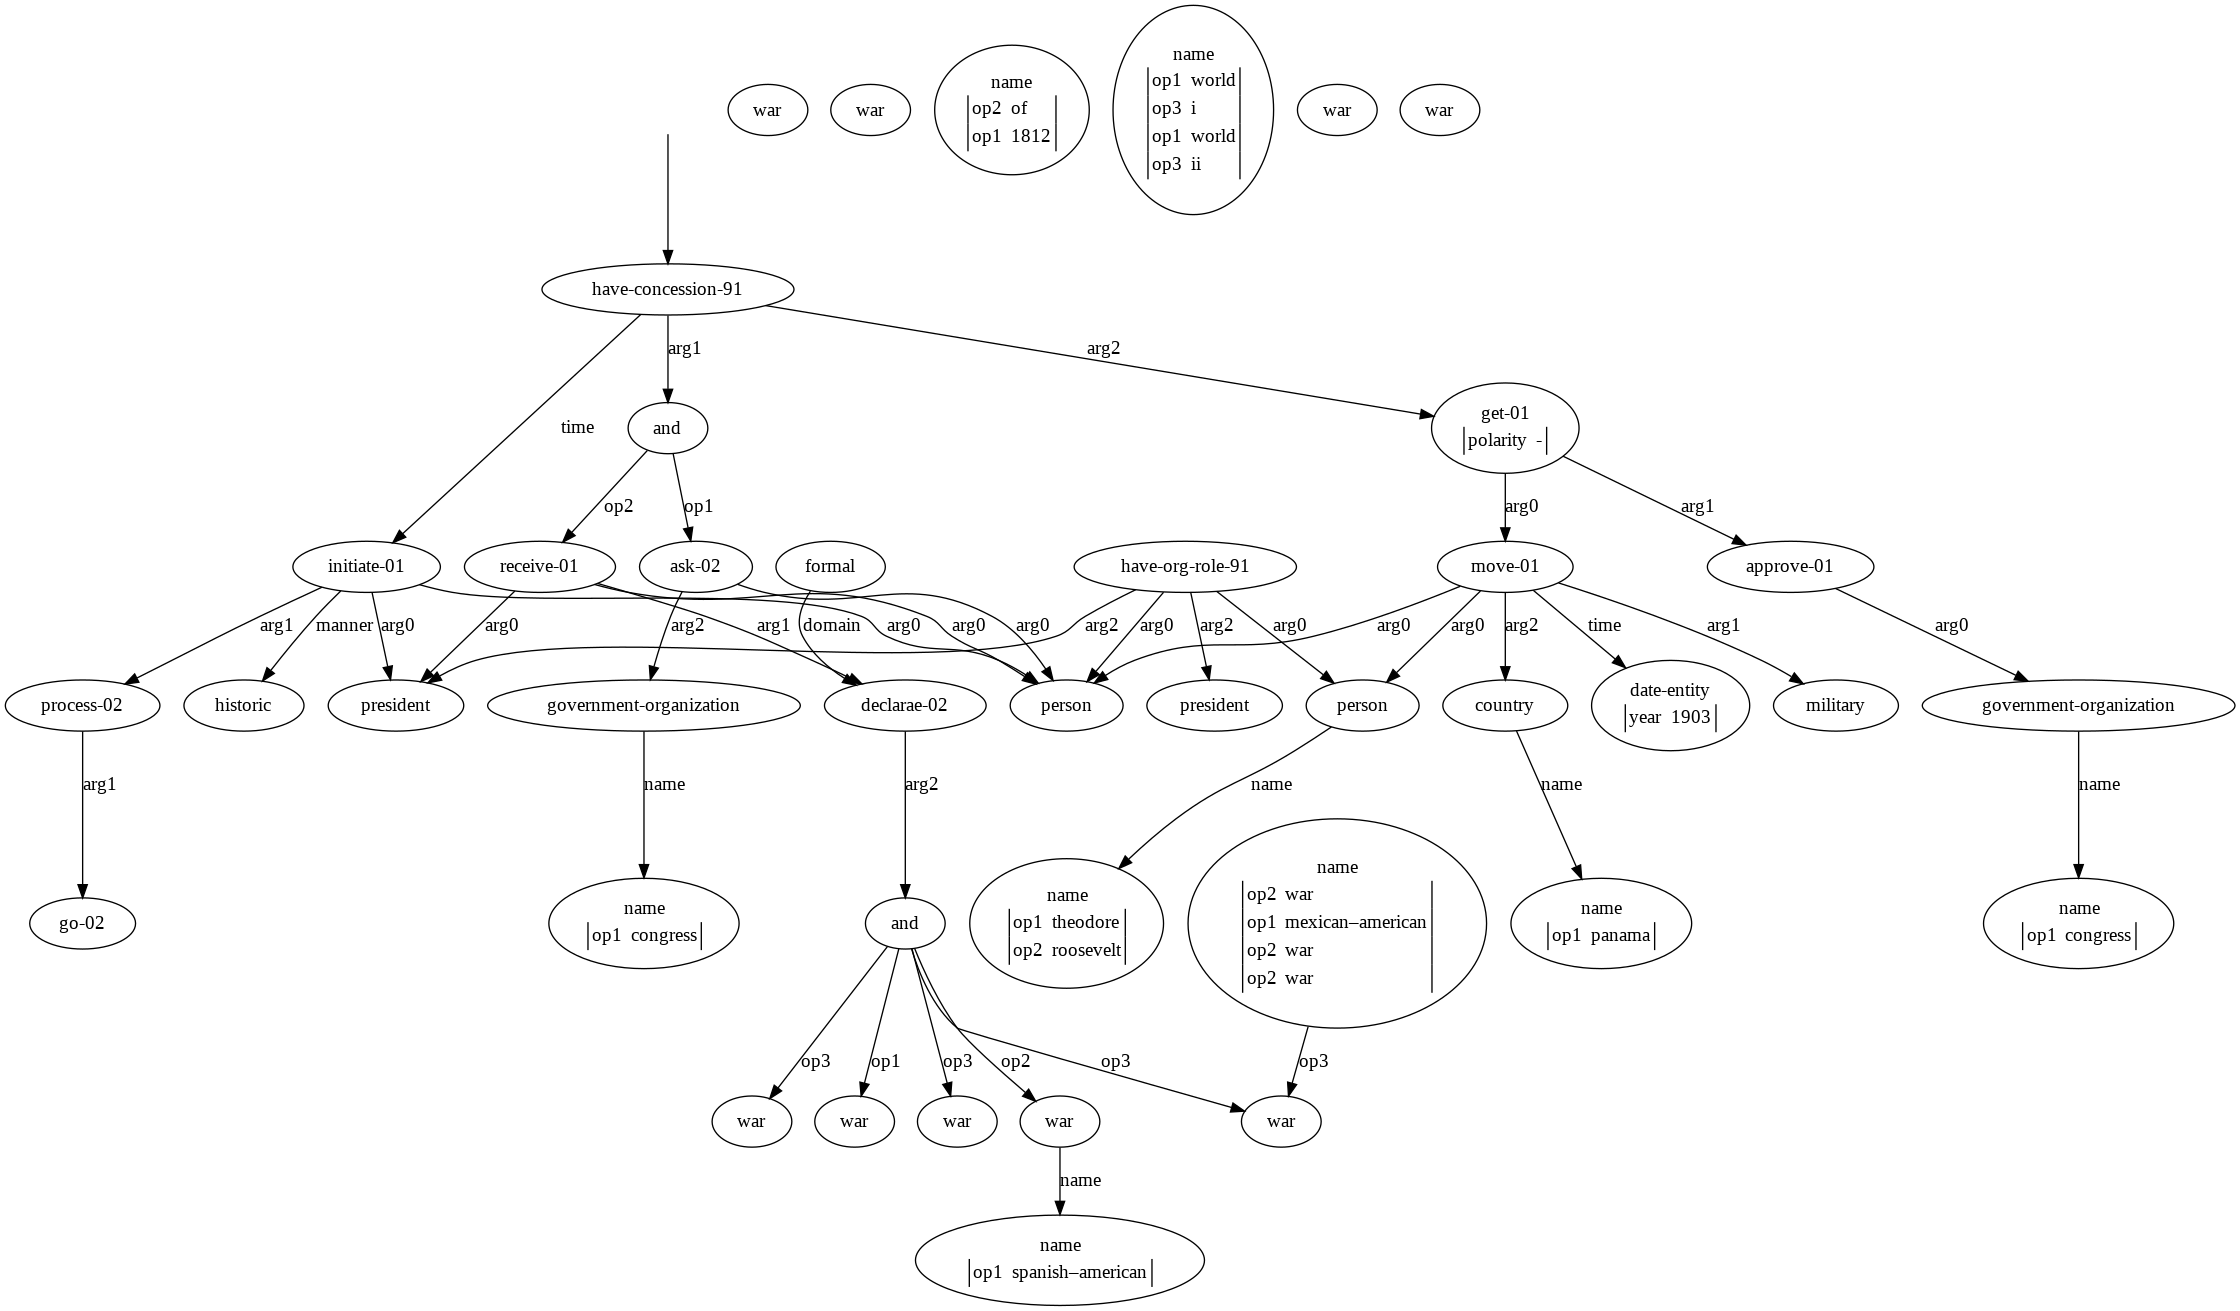 war
war
name
op2 of
op1 1812
name
op1 world
op3 i
op1 world
op3 ii
war
war
have-concession-91
arg1
arg2
time
and
get-01
polarity -
op2
op1
arg0
arg1
initiate-01
receive-01
ask-02
formal
have-org-role-91
move-01
approve-01
arg1
manner
arg0
arg0
arg2
arg1
domain
arg0
arg0
arg0
arg2
arg0
arg2
arg0
arg0
arg0
arg2
time
arg1
arg0
process-02
historic
president
government-organization
declarae-02
person
president
person
country
date-entity
year 1903
military
government-organization
arg1
name
arg2
name
name
name
go-02
name
op1 congress
and
name
op1 theodore
op2 roosevelt
name
op2 war
op1 mexican–american
op2 war
op2 war
name
op1 panama
name
op1 congress
op3
op1
op3
op2
op3
op3
war
war
war
war
war
name
name
op1 spanish–american